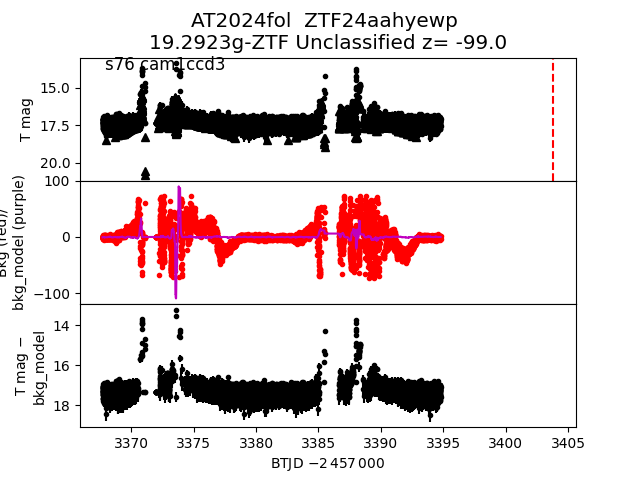 AT2024fol ZTF24aahyewp
19.2923g-ZTF Unclassified z= -99.0
s76 cam1ccd3
15.0
17.5
20.0
T mag
100
0
−100
Bkg (red)/
bkg_model (purple)
14
16
18
T mag −
bkg_model
3370 3375 3380 3385 3390 3395 3400 3405
BTJD −2 457 000